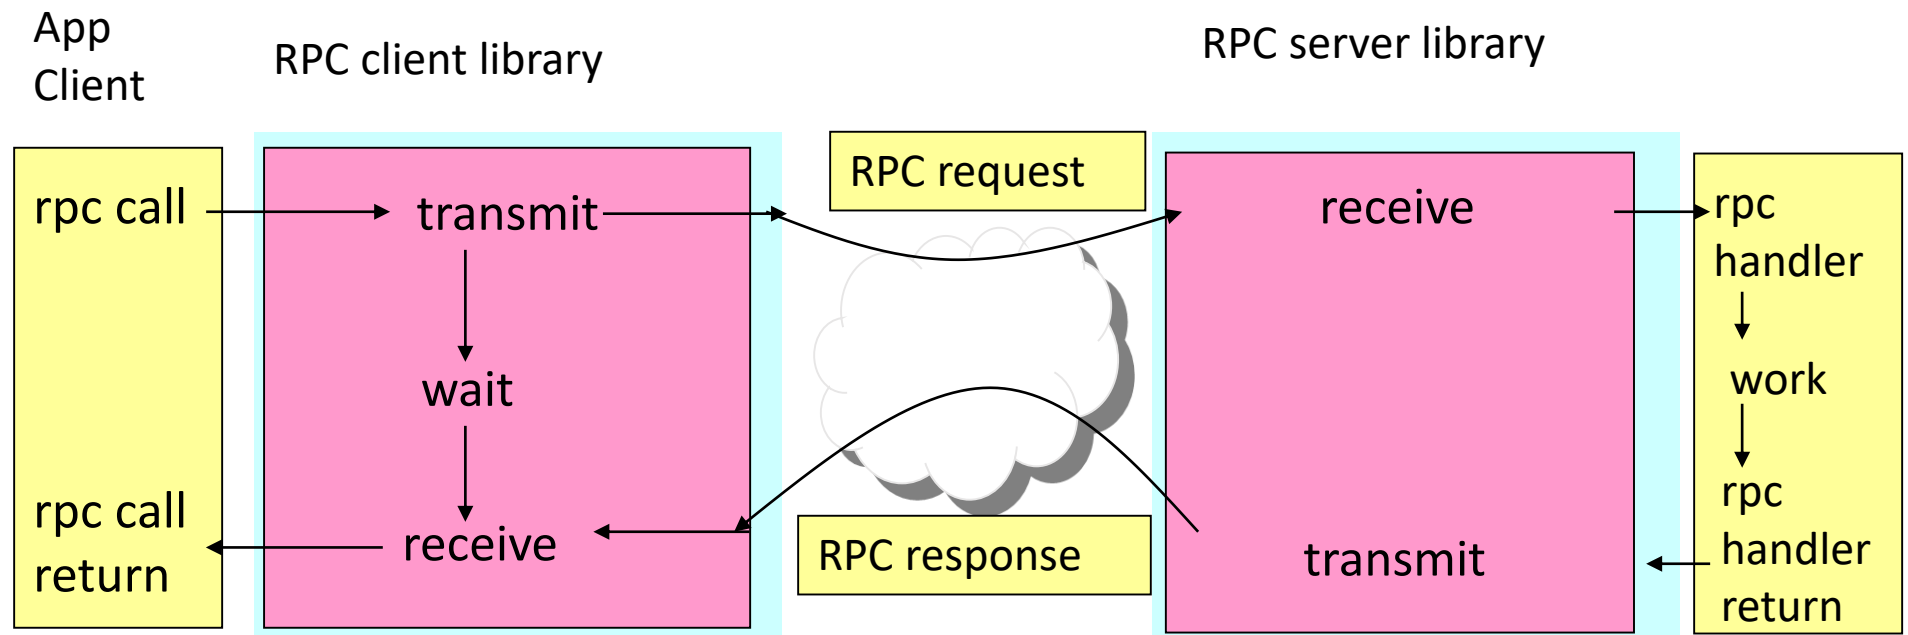 App
Client
RPC client library
RPC server library
rpc call
transmit
wait
receive
rpc call
return
RPC request
RPC response
receive
transmit
rpc
handler
work
rpc
handler
return